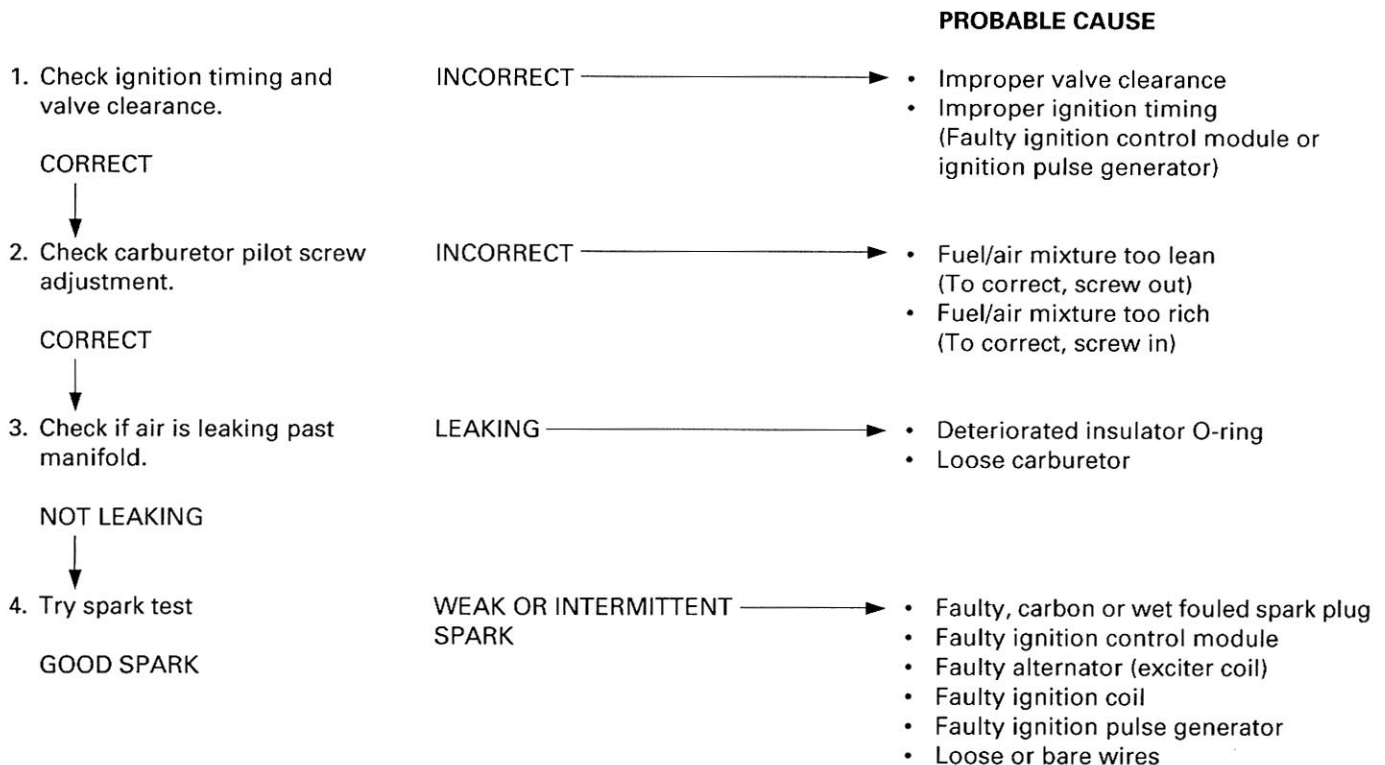 PROBABLE CAUSE
1. Check ignition timing and
valve clearance.
INCORRECT
• Improper valve clearance
• Improper ignition timing
(Faulty ignition control module or
ignition pulse generator)
CORRECT
2. Check carburetor pilot screw
adjustment.
INCORRECT
• Fuel/air mixture too lean
(To correct, screw out)
• Fuel/air mixture too rich
(To correct, screw in)
CORRECT
3. Check if air is leaking past
manifold.
LEAKING
• Deteriorated insulator O-ring
• Loose carburetor
NOT LEAKING
4. Try spark test
WEAK OR INTERMITTENT
SPARK
• Faulty, carbon or wet fouled spark plug
• Faulty ignition control module
• Faulty alternator (exciter coil)
• Faulty ignition coil
• Faulty ignition pulse generator
• Loose or bare wires
GOOD SPARK